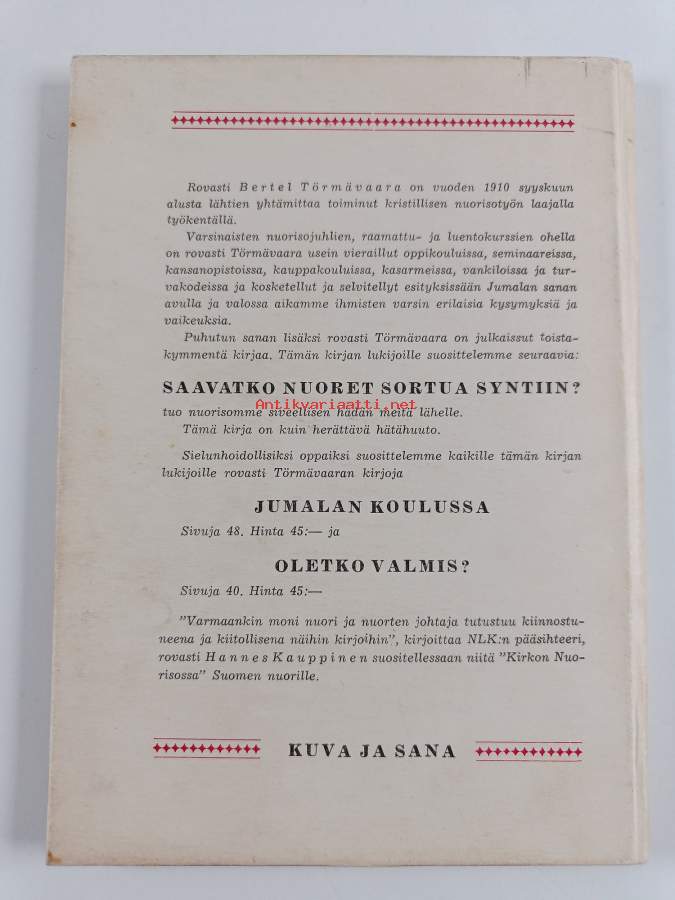 Rovasti Bertel Törmävaara on vuoden 1910 syyskuun
alusta lähtien yhtämittaa toiminut kristillisen nuorisotyön laajalla
työkentällä.
Varsinaisten nuorisojuhlien, raamattu- ja luentokurssien ohella
on rovasti Törmävaara usein vieraillut oppikouluissa, seminaareissa,
kansanopistoissa, kauppakouluissa, kasarmeissa, vankiloissa ja tur-
vakodeissa ja kosketellut ja selvitellyt esityksissään Jumalan sanan
avulla ja valossa aikamme ihmisten varsin erilaisia kysymyksiä ja
vaikeuksia.
Puhutun sanan lisäksi rovasti Törmävaara on julkaissut toista-
kymmentä kirjaa. Tämän kirjan lukijoille suosittelemme seuraavia:
SAAVATKO NUORET SORTUA SYNTIIN?
Antikvariaatti.net
tuo nuorisomme siveellisen hädän meitä lähelle.
Tämä kirja on kuin herättävä hätähuuto.
Sielunhoidollisiksi oppaiksi suosittelemme kaikille tämän kirjan
lukijoille rovasti Törmävaaran kirjoja
JUMALAN KOULUSSA
Sivuja 48. Hinta 45:— ja
OLETKO VALMIS?
Sivuja 40. Hinta 45:—
"Varmaankin moni nuori ja nuorten johtaja tutustuu kiinnostu-
neena ja kiitollisena näihin kirjoihin", kirjoittaa NLK:n pääsihteeri,
rovasti Hannes Kauppinen suositellessaan niitä "Kirkon Nuo-
risossa" Suomen nuorille.
KUVA JA SANA